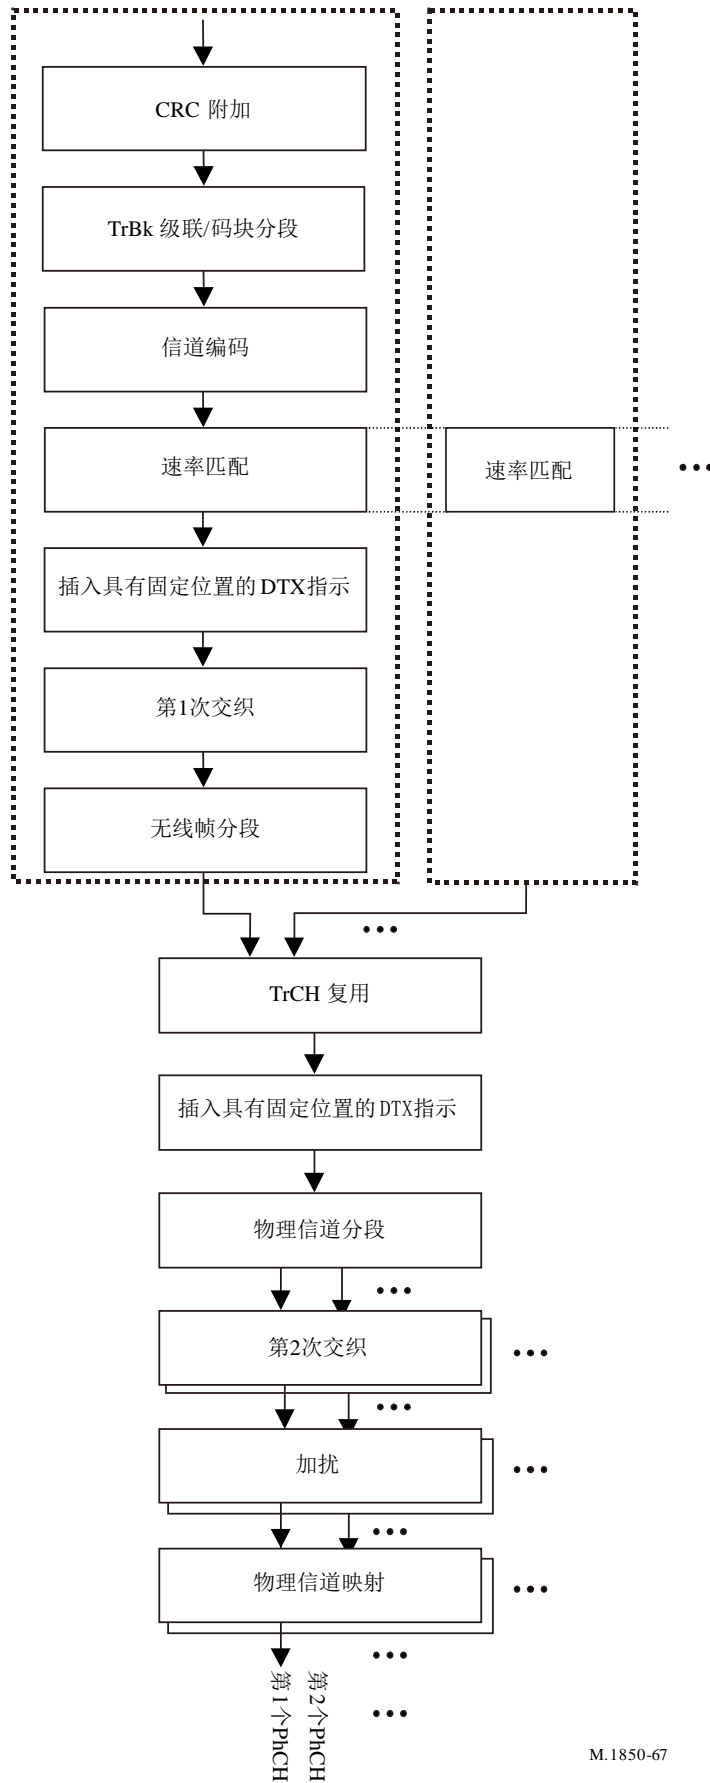 CRC 附加
TrBk 级联/码块分段
信道编码
速率匹配
速率匹配
插入具有固定位置的DTX指示
第1次交织
无线帧分段
TrCH 复用
插入具有固定位置的DTX指示
物理信道分段
第2次交织
加扰
物理信道映射
第1个PhCH
第2个PhCH
M.1850-67